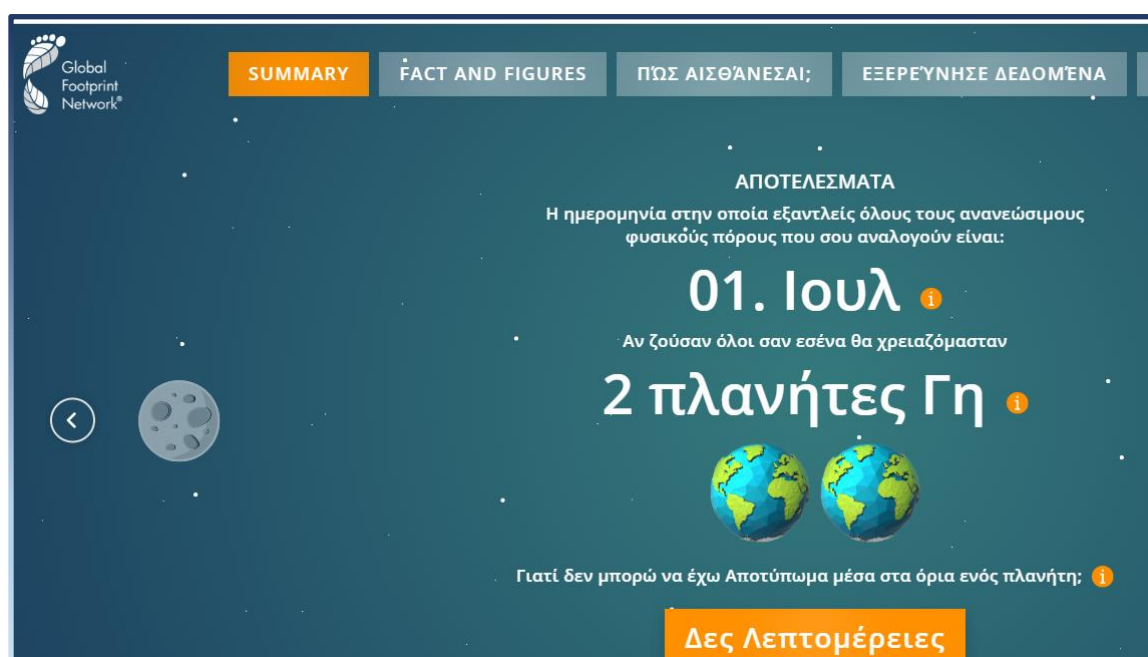 Global
Footprint
Network®
SUMMARY
FACT AND FIGURES
ΠΏΣ ΑΙΣΘΆΝΕΣΑΙ;
ΕΞΕΡΕΎΝΗΣΕ ΔΕΔΟΜΈΝΑ
ΑΠΟΤΕΛΕΣΜΑΤΑ
Η ημερομηνία στην οποία εξαντλείς όλους τους ανανεώσιμους
φυσικούς πόρους που σου αναλογούν είναι:
01. Ιουλ i
Αν ζούσαν όλοι σαν εσένα θα χρειαζόμασταν
2 πλανήτες Γη i
Γιατί δεν μπορώ να έχω Αποτύπωμα μέσα στα όρια ενός πλανήτη; i
Δες Λεπτομέρειες